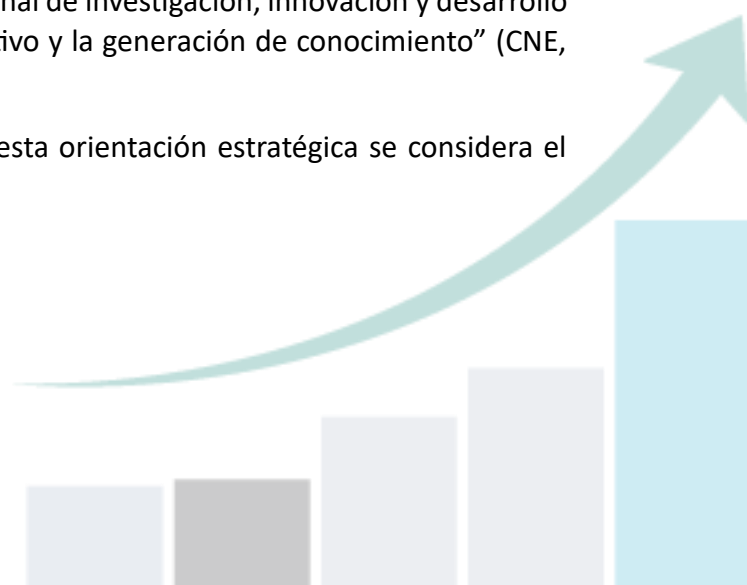 nal de investigación, innovación y desarrollo
tivo y la generación de conocimiento” (CNE,
esta orientación estratégica se considera el